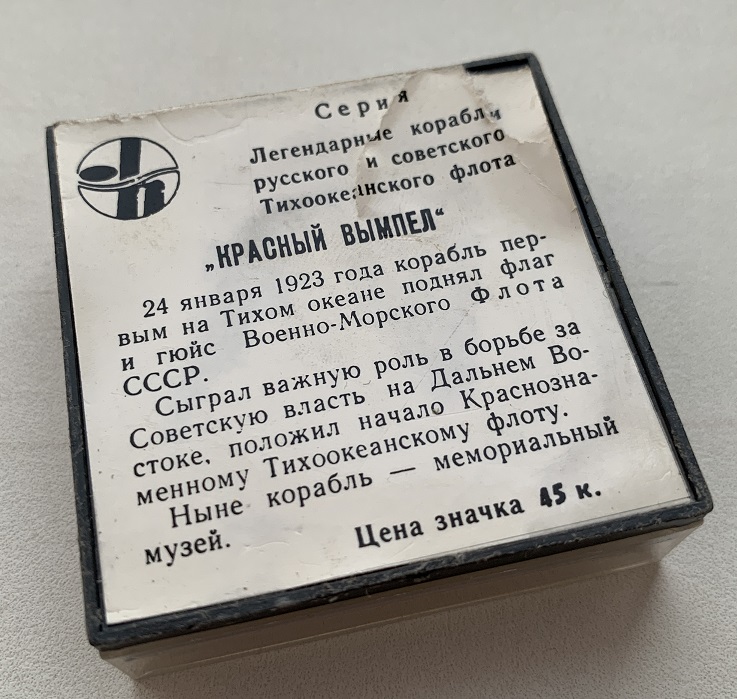 Серия
Легендарные корабли
русского и советского
Тихоокеанского флота
„КРАСНЫЙ ВЫМПЕЛ“
24 января 1923 года корабль пер-
вым на Тихом океане поднял флаг
и гюйс Военно-Морского Флота
СССР.
Сыграл важную роль в борьбе за
Советскую власть на Дальнем Во-
стоке, положил начало Краснозна-
менному Тихоокеанскому флоту.
Ныне корабль — мемориальный
музей.
Цена значка 45 к.